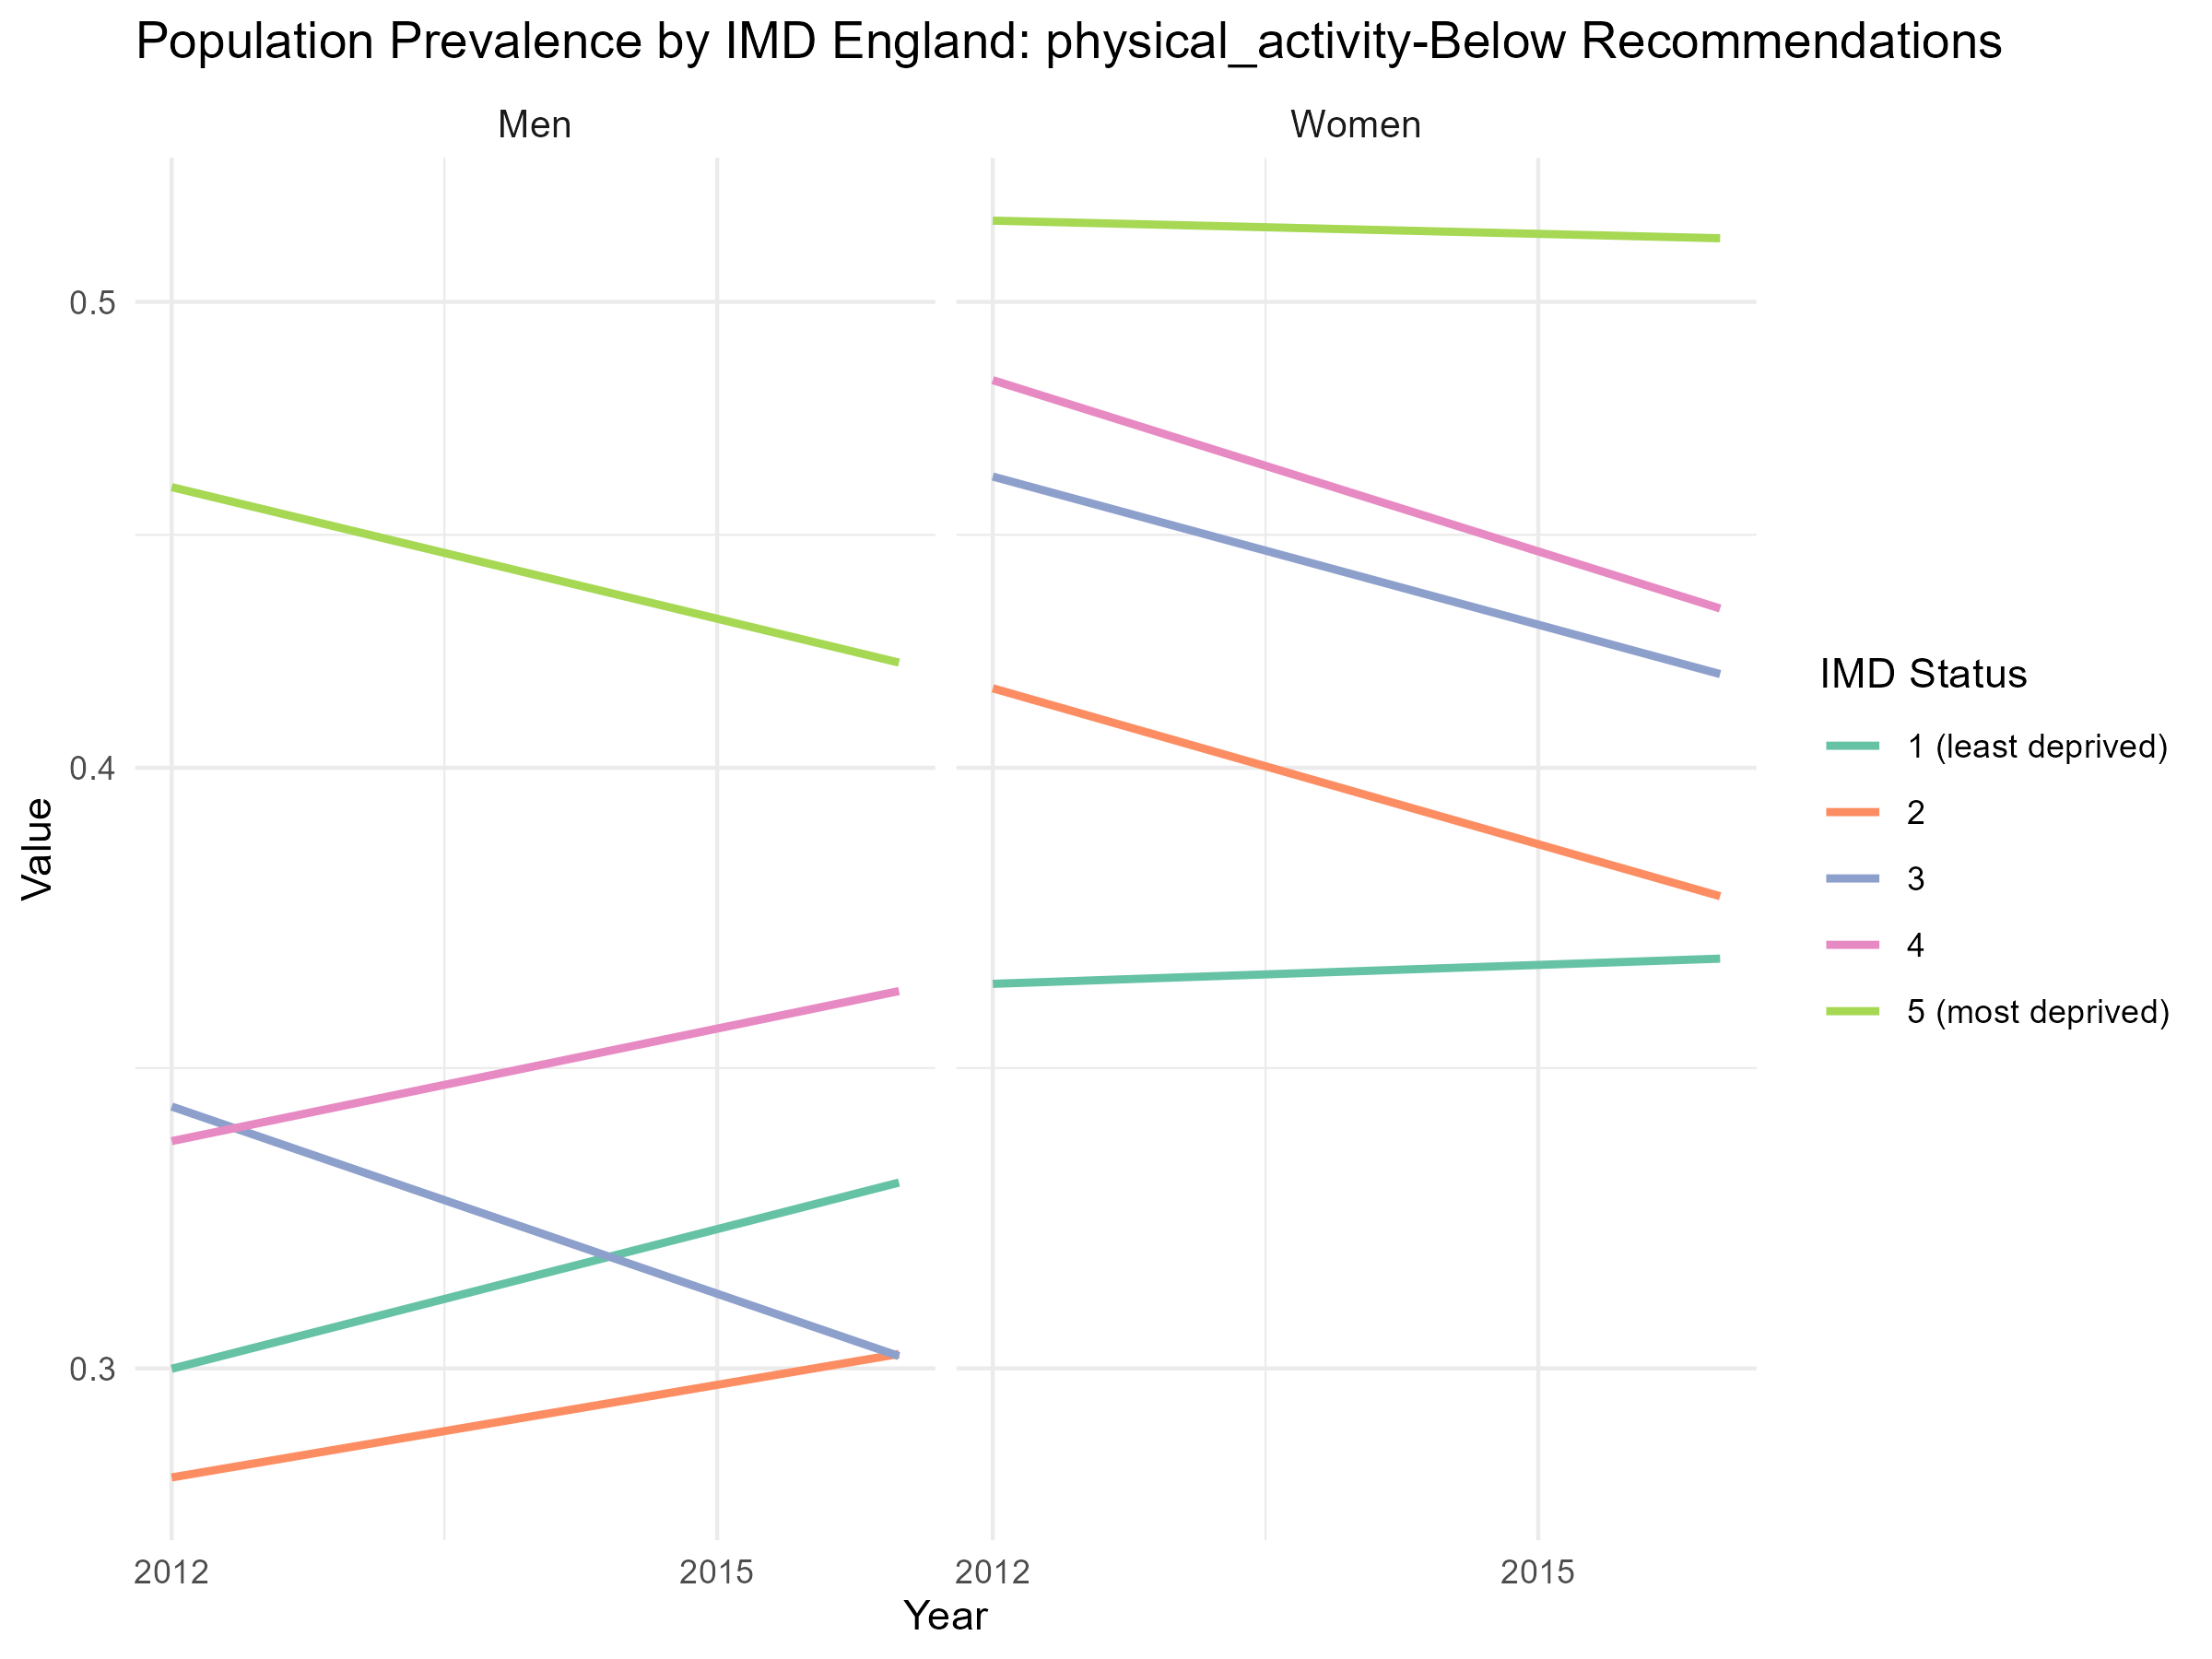 Population Prevalence by IMD England: physical_activity-Below Recommendations
Men
Women
0.5
0.4
0.3
Value
2012
2015
2012
2015
Year
IMD Status
1 (least deprived)
2
3
4
5 (most deprived)